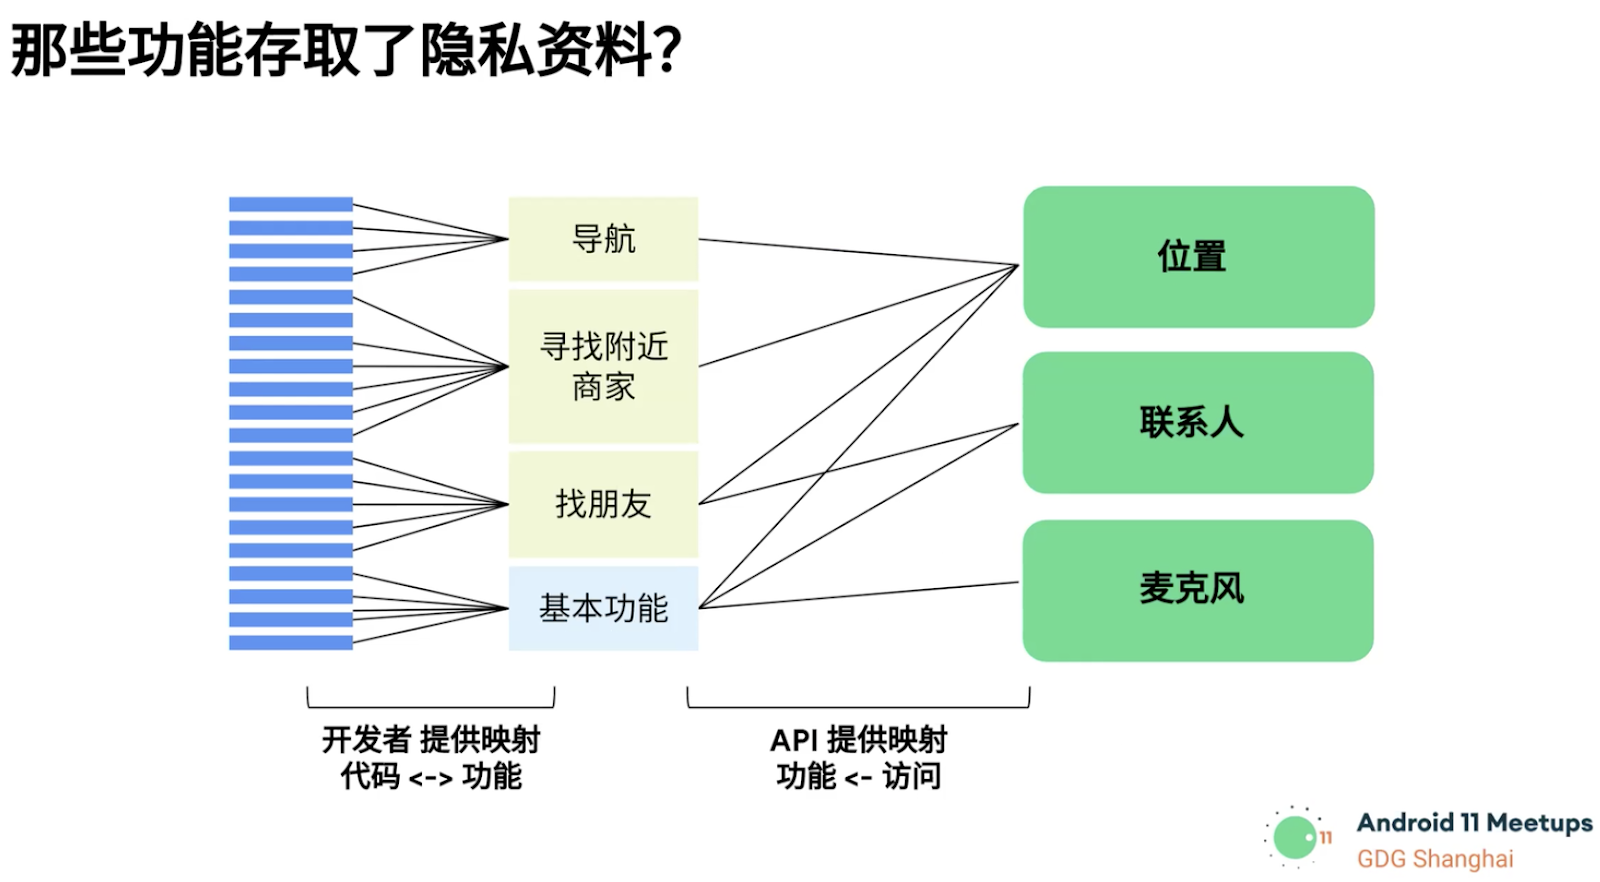 那些功能存取了隐私资料?
导航
寻找附近
商家
找朋友
基本功能
位置
联系人
麦克风
开发者 提供映射
代码 <-> 功能
API 提供映射
功能 <- 访问
11
Android 11 Meetups
GDG Shanghai